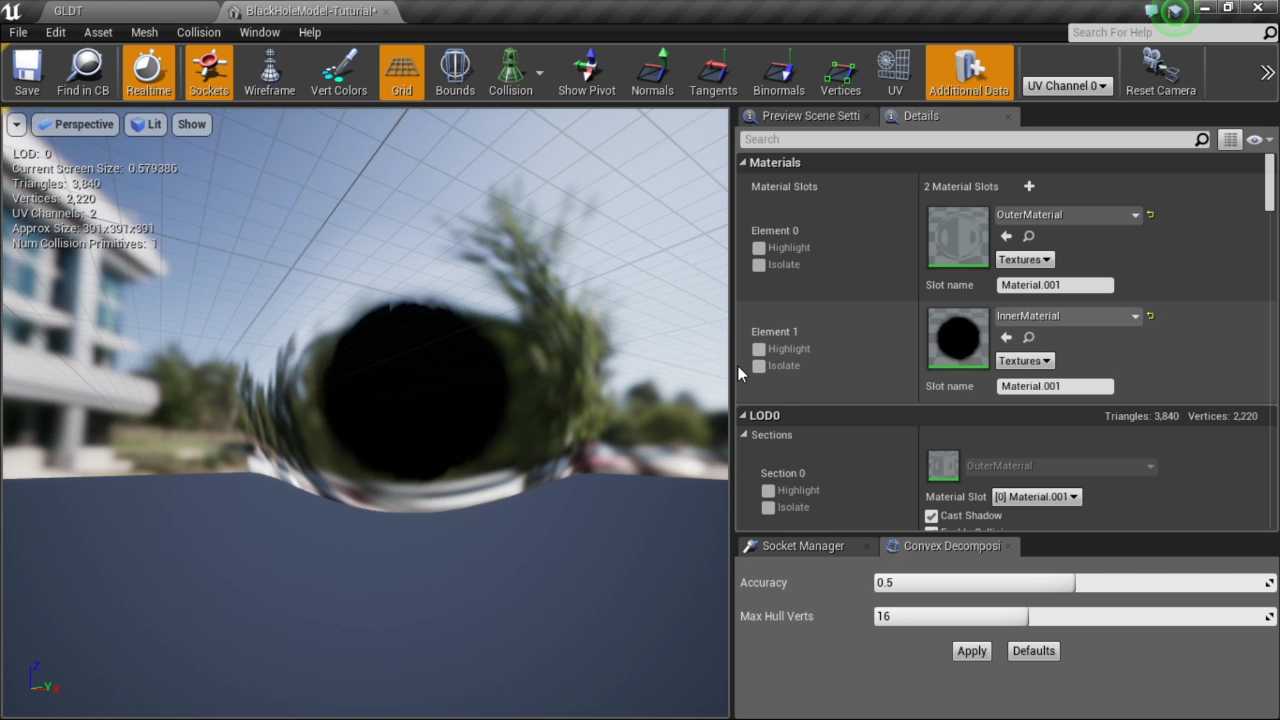 GLDT
BlackHoleModel-Tuturial*
File Edit Asset Mesh Collision Window Help
Search For Help
Save Find in CB Realtime Sockets Wireframe Vert Colors Grid Bounds Collision Show Pivot Normals Tangents Binormals Vertices UV Additional Data UV Channel 0 Reset Camera
Perspective Lit Show
LOD: 0
Current Screen Size: 0.579386
Triangles: 3,840
Vertices: 2,220
UV Channels: 2
Approx Size: 391x391x391
Num Collision Primitives: 1
Z
Y X
Preview Scene Setti Details
Search
Materials
Material Slots 2 Material Slots
Element 0
Highlight
Isolate
OuterMaterial
Textures
Slot name Material.001
Element 1
Highlight
Isolate
InnerMaterial
Textures
Slot name Material.001
LOD0 Triangles: 3,840 Vertices: 2,220
Sections
Section 0
Highlight
Isolate
OuterMaterial
Material Slot [0] Material.001
Cast Shadow
Socket Manager Convex Decomposi
Accuracy 0.5
Max Hull Verts 16
Apply Defaults